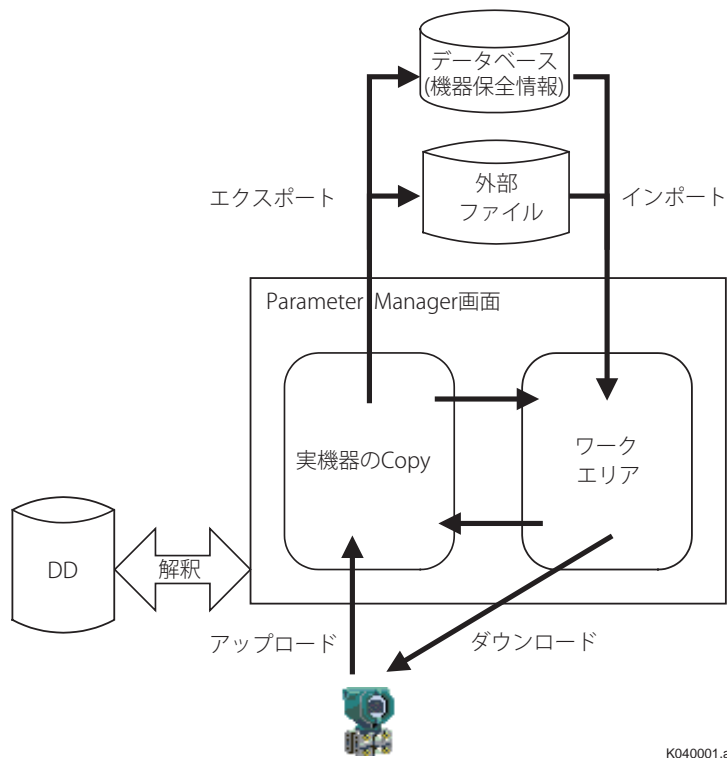 データベース
(機器保全情報)
エクスポート
外部
ファイル
インポート
Parameter Manager画面
実機器のCopy
ワーク
エリア
DD
解釈
アップロード
ダウンロード